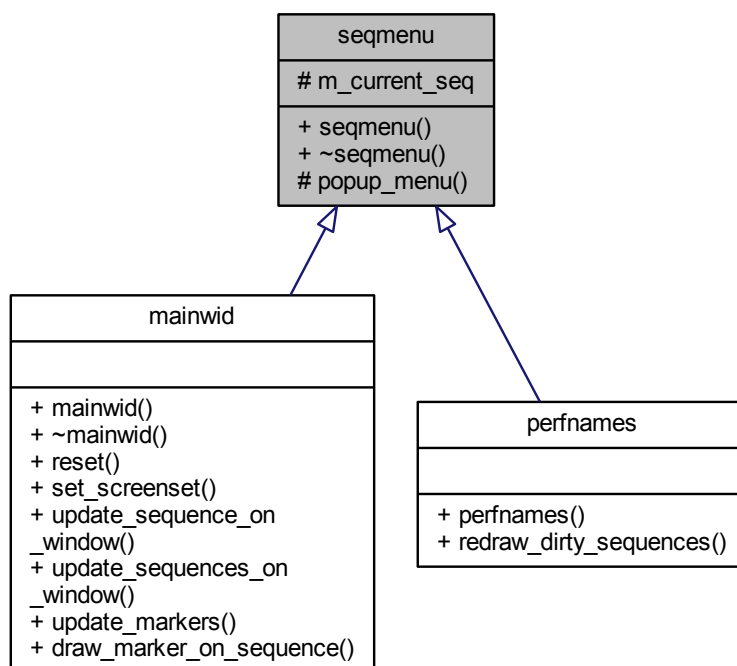 seqmenu
# m_current_seq
+ seqmenu()
+ ~seqmenu()
# popup_menu()
mainwid
+ mainwid()
+ ~mainwid()
+ reset()
+ set_screenset()
+ update_sequence_on
_window()
+ update_sequences_on
_window()
+ update_markers()
+ draw_marker_on_sequence()
perfnames
+ perfnames()
+ redraw_dirty_sequences()